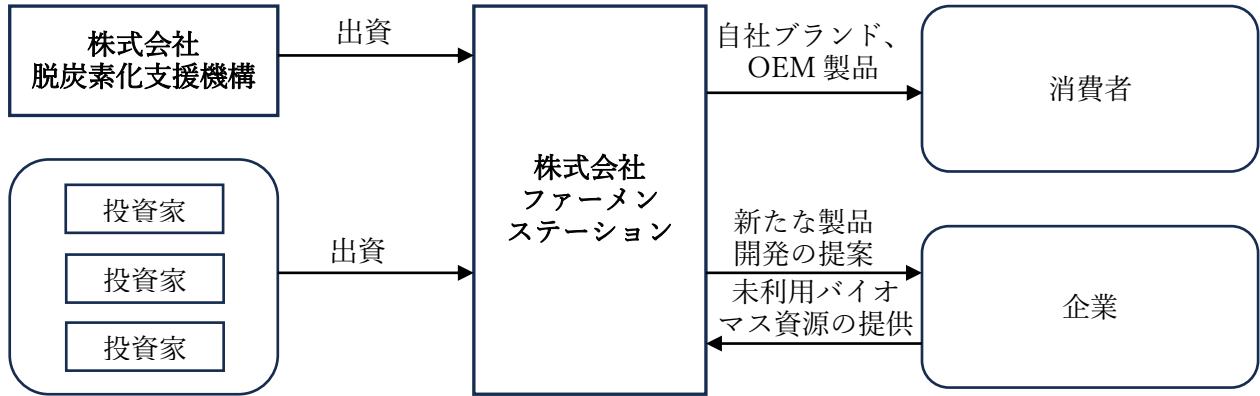 株式会社
脱炭素化支援機構
出資
投資家
投資家
投資家
出資
株式会社
ファーメン
ステーション
自社ブランド、
OEM 製品
消費者
新たな製品
開発の提案
未利用バイオ
マス資源の提供
企業